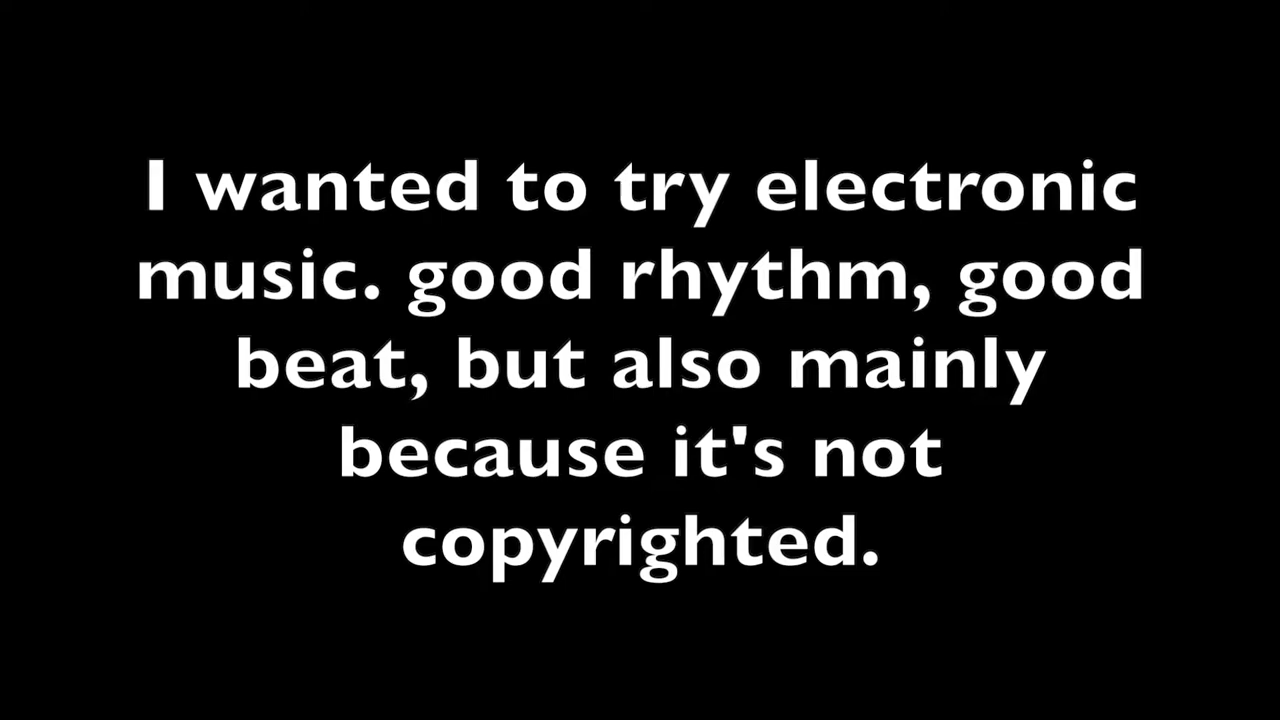 I wanted to try electronic
music. good rhythm, good
beat, but also mainly
because it's not
copyrighted.